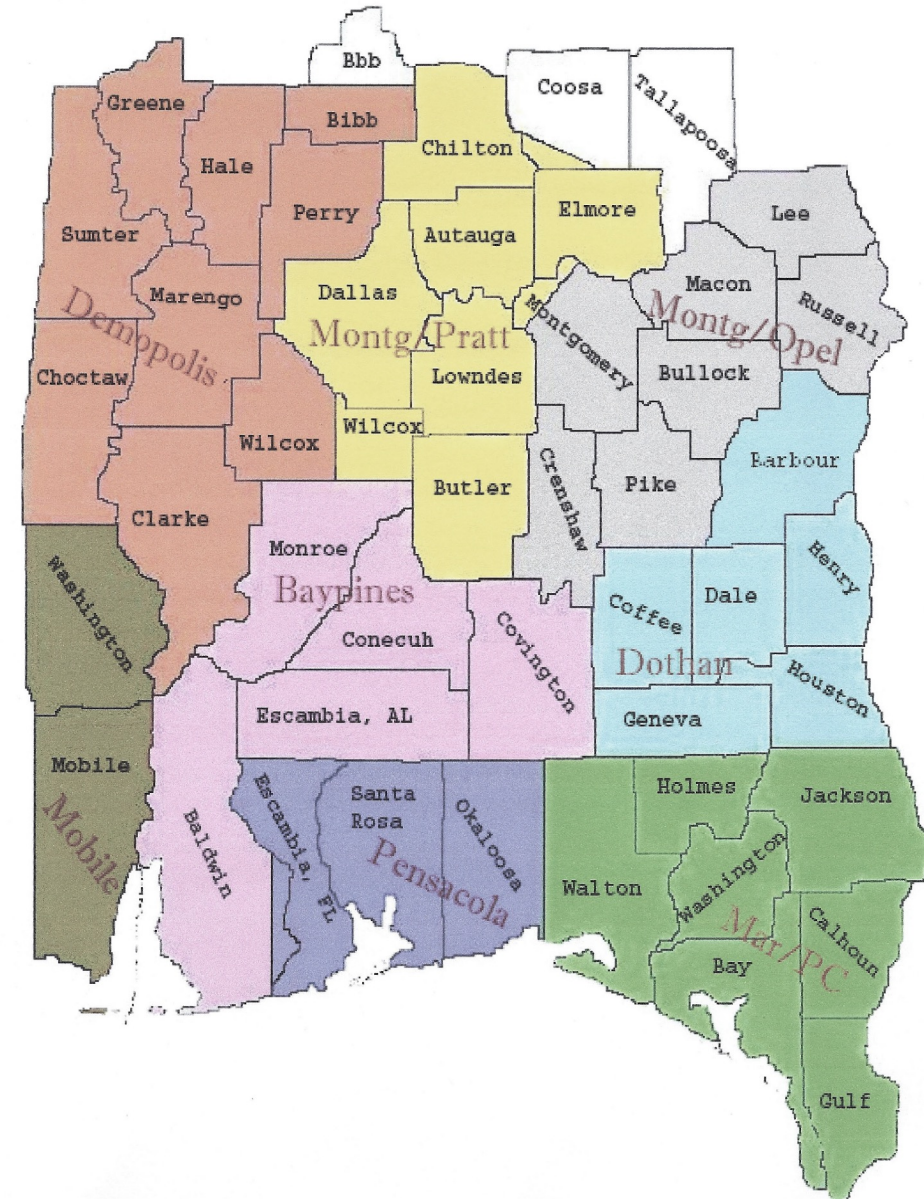 Bbb
Coosa
Tallapoosa
Greene
Bibb
Chilton
Hale
Perry
Elmore
Lee
Sumter
Autauga
Marengo
Dallas
Macon
Montgomery
Russell
Demopolis
Montg/Pratt
Montg/Opel
Choctaw
Lowndes
Bullock
Wilcox
Wilcox
Barbour
Butler
Crenshaw
Pike
Clarke
Monroe
Henry
Washington
Baypines
Coffee
Dale
Conecuh
Covington
Dothan
Houston
Escambia, AL
Geneva
Mobile
Mobile
Baldwin
Escambia, FL
Santa
Rosa
Okaloosa
Pensacola
Holmes
Jackson
Walton
Washington
Mar/PC
Calhoun
Bay
Gulf